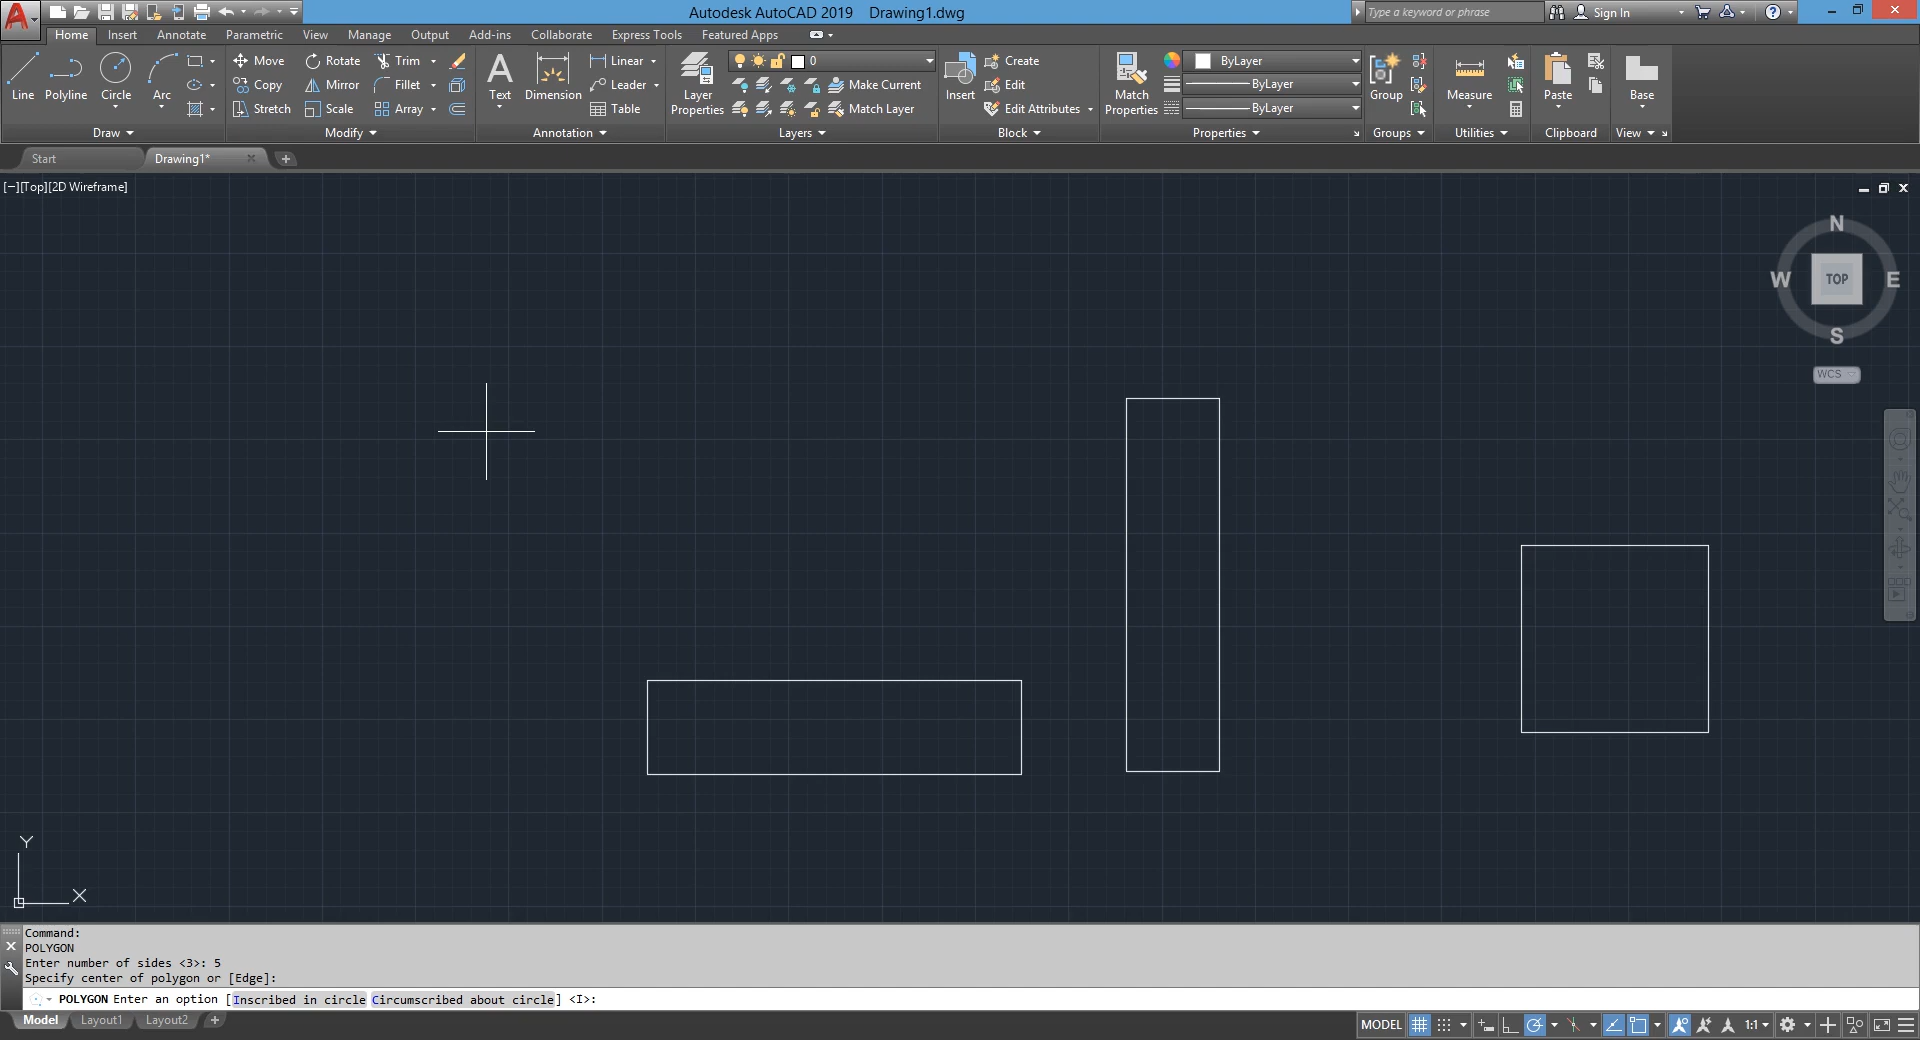 Autodesk AutoCAD 2019 Drawing1.dwg
Type a keyword or phrase
Sign In
Home Insert Annotate Parametric View Manage Output Add-ins Collaborate Express Tools Featured Apps
Line Polyline Circle Arc
Move Rotate Trim
Copy Mirror Fillet
Stretch Scale Array
Text Dimension
Linear
Leader
Table
Layer Properties
0
Make Current
Match Layer
Insert
Create
Edit
Edit Attributes
Match Properties
ByLayer
ByLayer
ByLayer
Group
Measure
Paste
Base
Draw Modify Annotation Layers Block Properties Groups Utilities Clipboard View
Start Drawing1*
[−][Top][2D Wireframe]
N
W TOP E
S
WCS
Y
X
Command:
POLYGON
Enter number of sides <3>: 5
Specify center of polygon or [Edge]:
POLYGON Enter an option [Inscribed in circle Circumscribed about circle] <I>:
Model Layout1 Layout2
MODEL 1:1